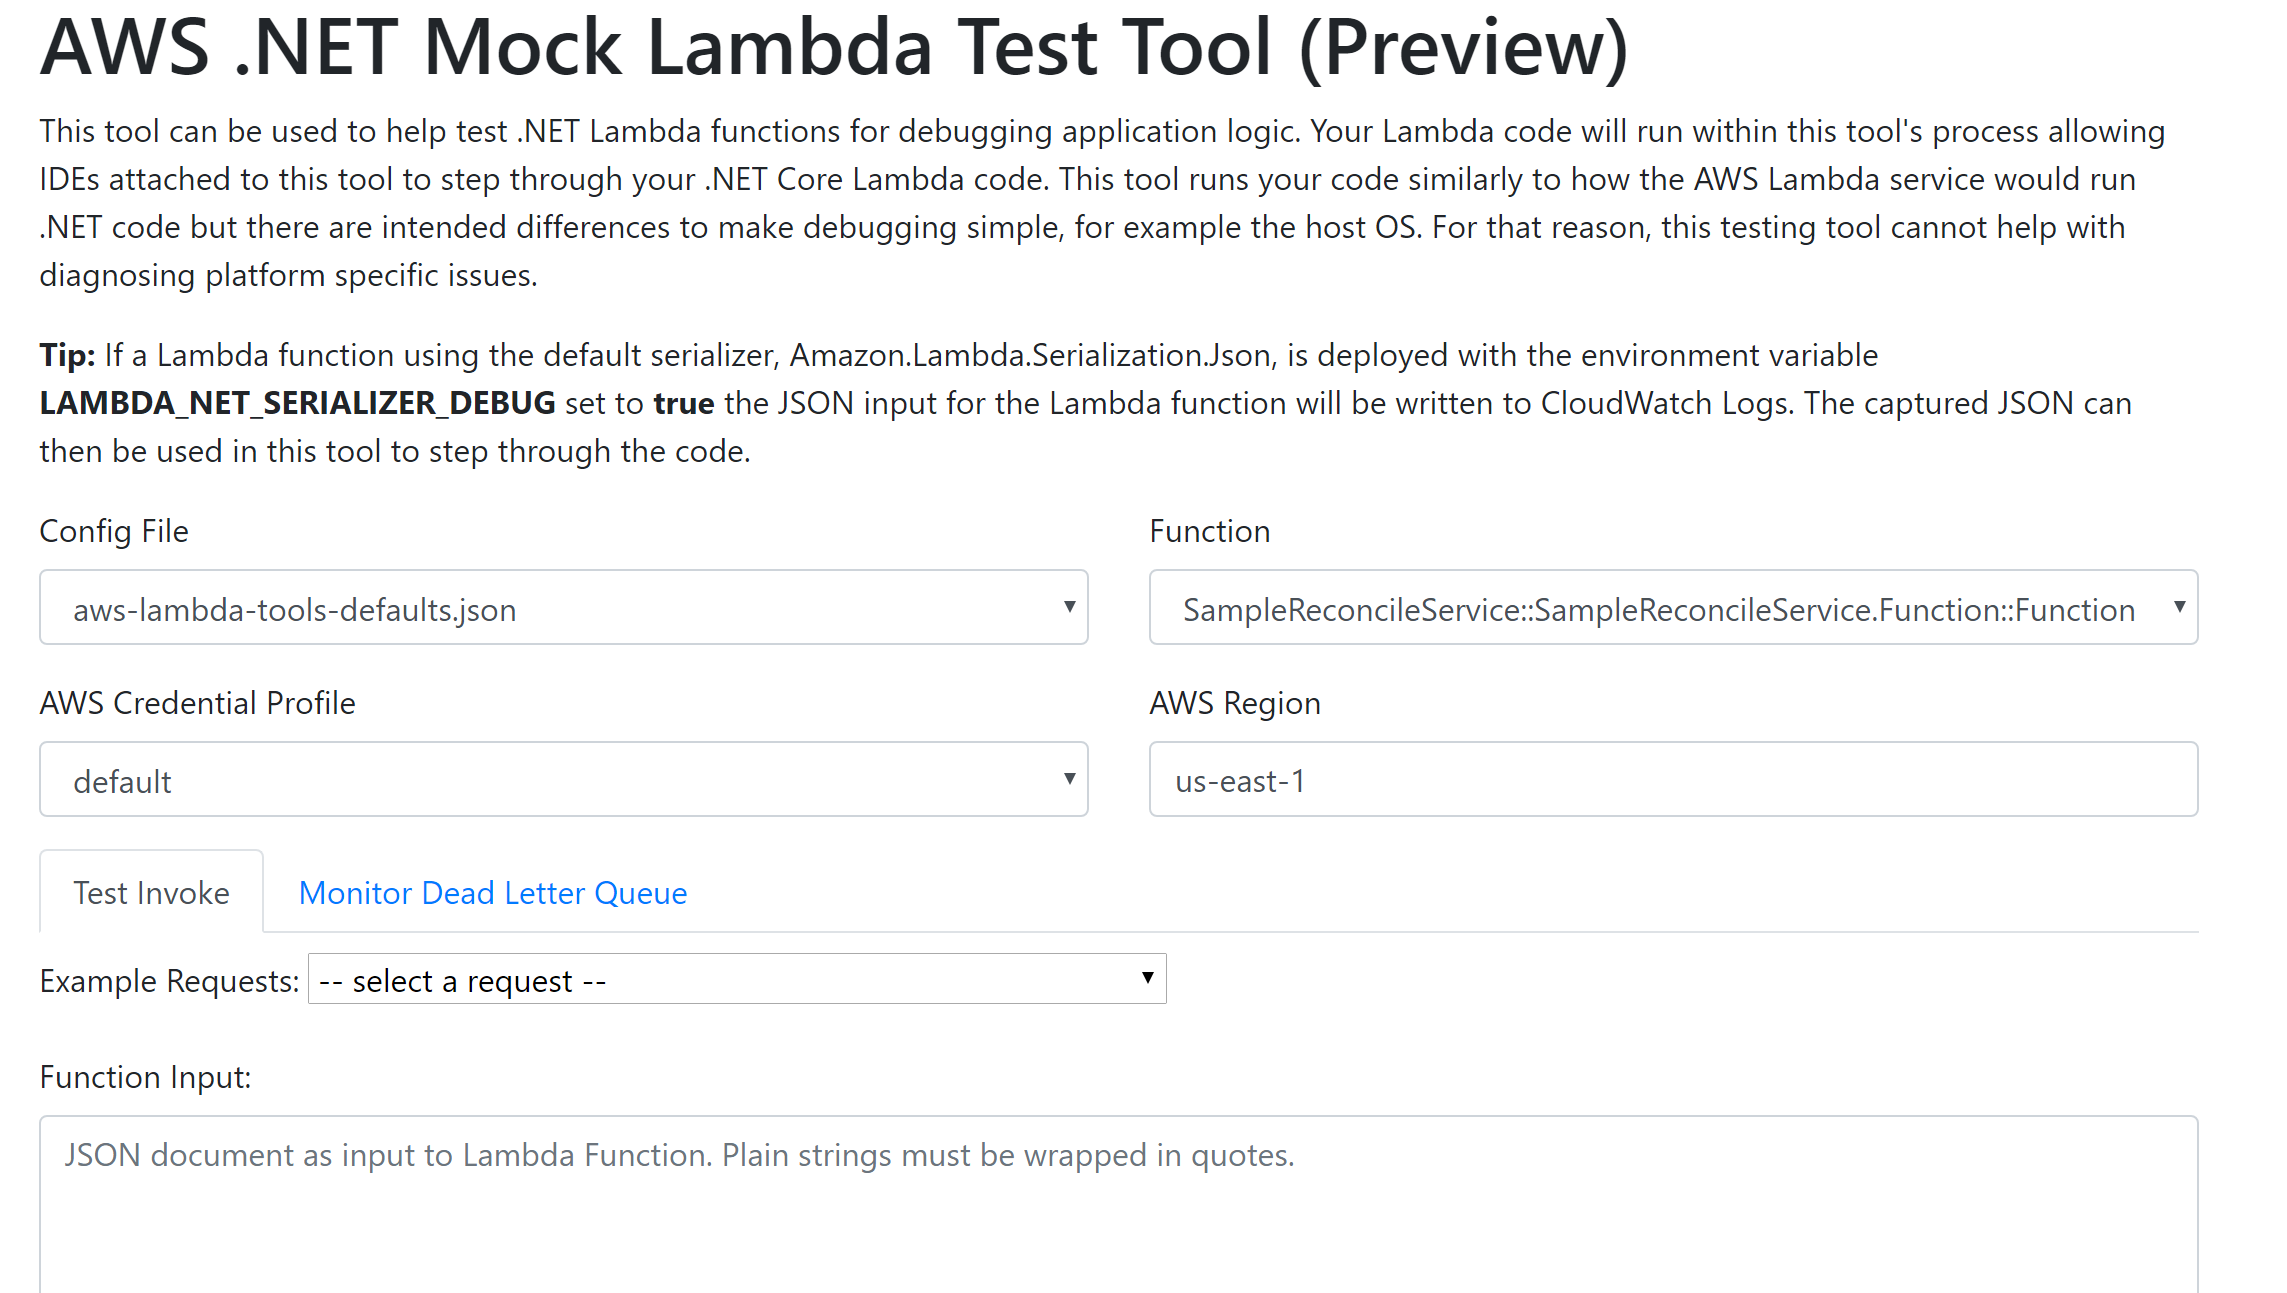 AWS .NET Mock Lambda Test Tool (Preview)
This tool can be used to help test .NET Lambda functions for debugging application logic. Your Lambda code will run within this tool's process allowing
IDEs attached to this tool to step through your .NET Core Lambda code. This tool runs your code similarly to how the AWS Lambda service would run
.NET code but there are intended differences to make debugging simple, for example the host OS. For that reason, this testing tool cannot help with
diagnosing platform specific issues.
Tip: If a Lambda function using the default serializer, Amazon.Lambda.Serialization.Json, is deployed with the environment variable
LAMBDA_NET_SERIALIZER_DEBUG set to true the JSON input for the Lambda function will be written to CloudWatch Logs. The captured JSON can
then be used in this tool to step through the code.
Config File
aws-lambda-tools-defaults.json
Function
SampleReconcileService::SampleReconcileService.Function::Function
AWS Credential Profile
default
AWS Region
us-east-1
Test Invoke
Monitor Dead Letter Queue
Example Requests: -- select a request --
Function Input:
JSON document as input to Lambda Function. Plain strings must be wrapped in quotes.